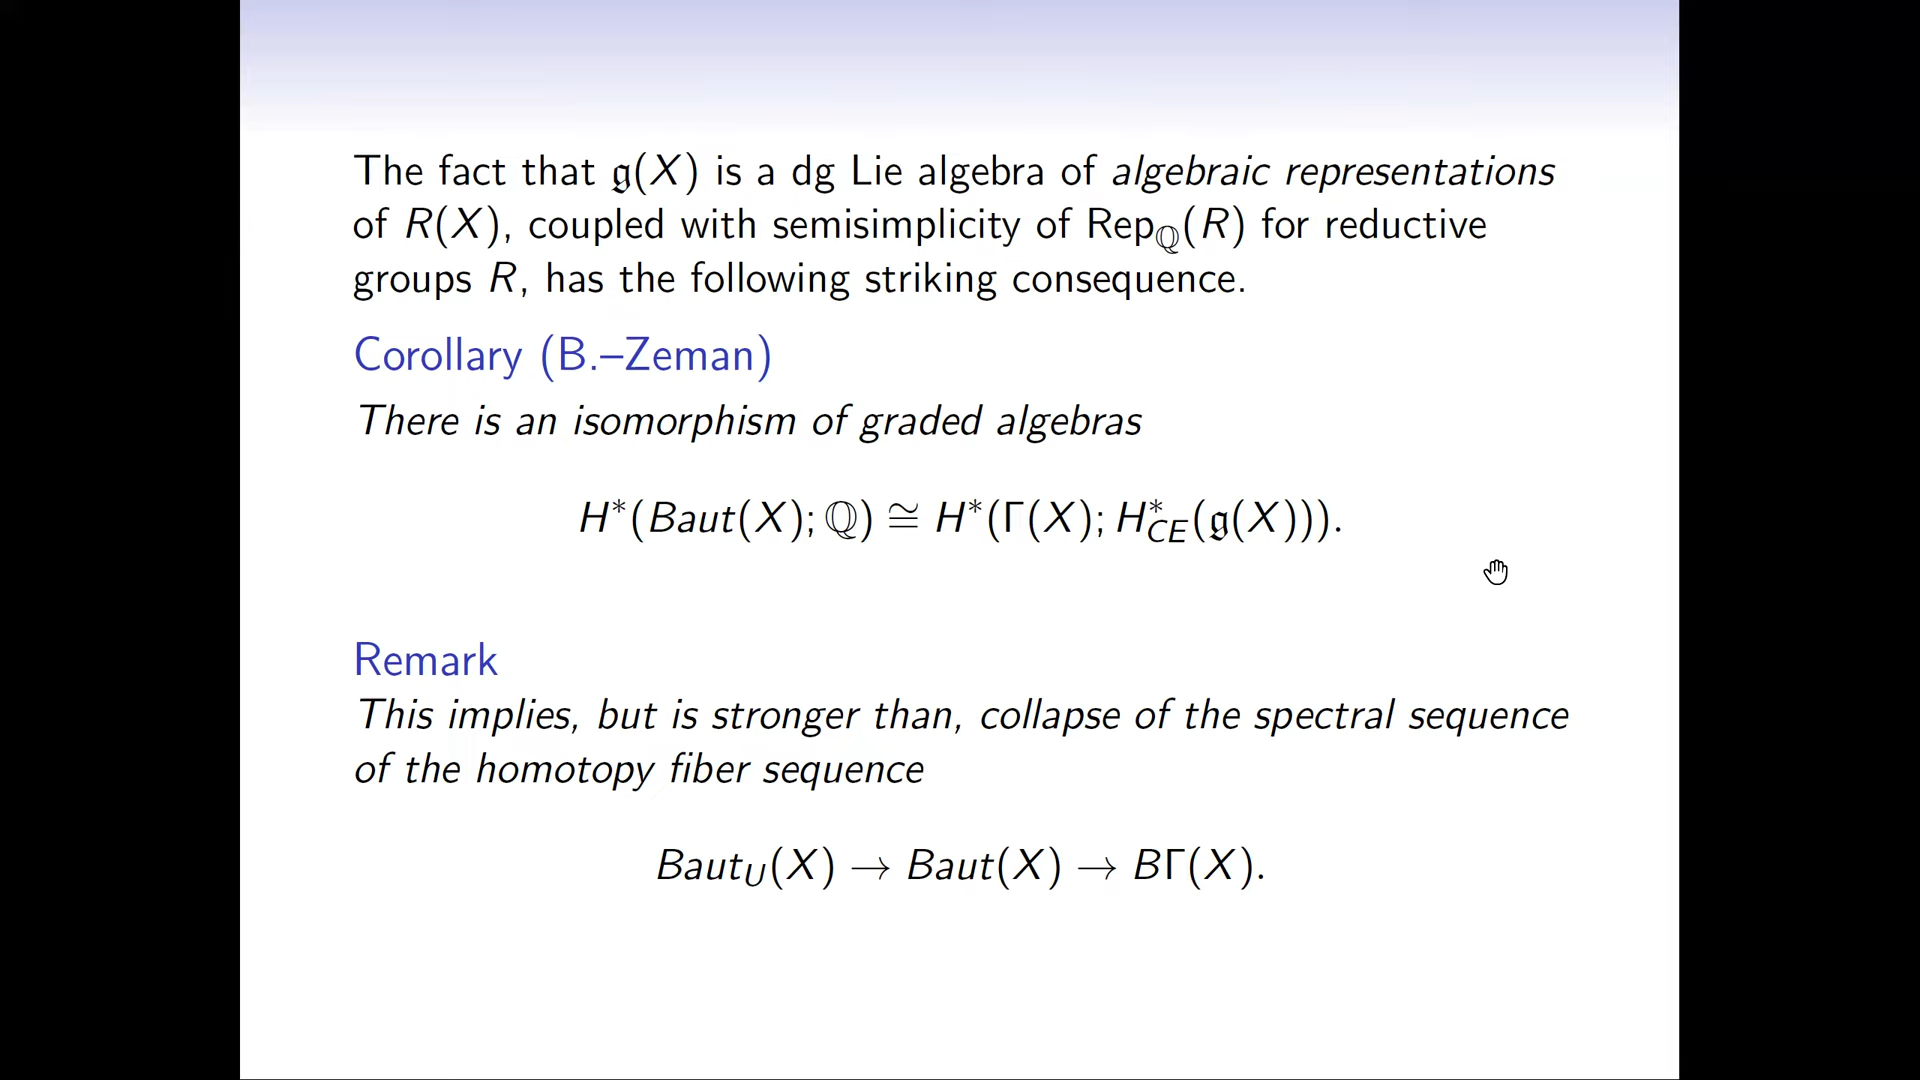 The fact that 𝔤(X) is a dg Lie algebra of algebraic representations
of R(X), coupled with semisimplicity of Rep_ℚ(R) for reductive
groups R, has the following striking consequence.
Corollary (B.–Zeman)
There is an isomorphism of graded algebras
H*(Baut(X); ℚ) ≅ H*(Γ(X); H*_CE(𝔤(X))).
Remark
This implies, but is stronger than, collapse of the spectral sequence
of the homotopy fiber sequence
Baut_U(X) → Baut(X) → BΓ(X).